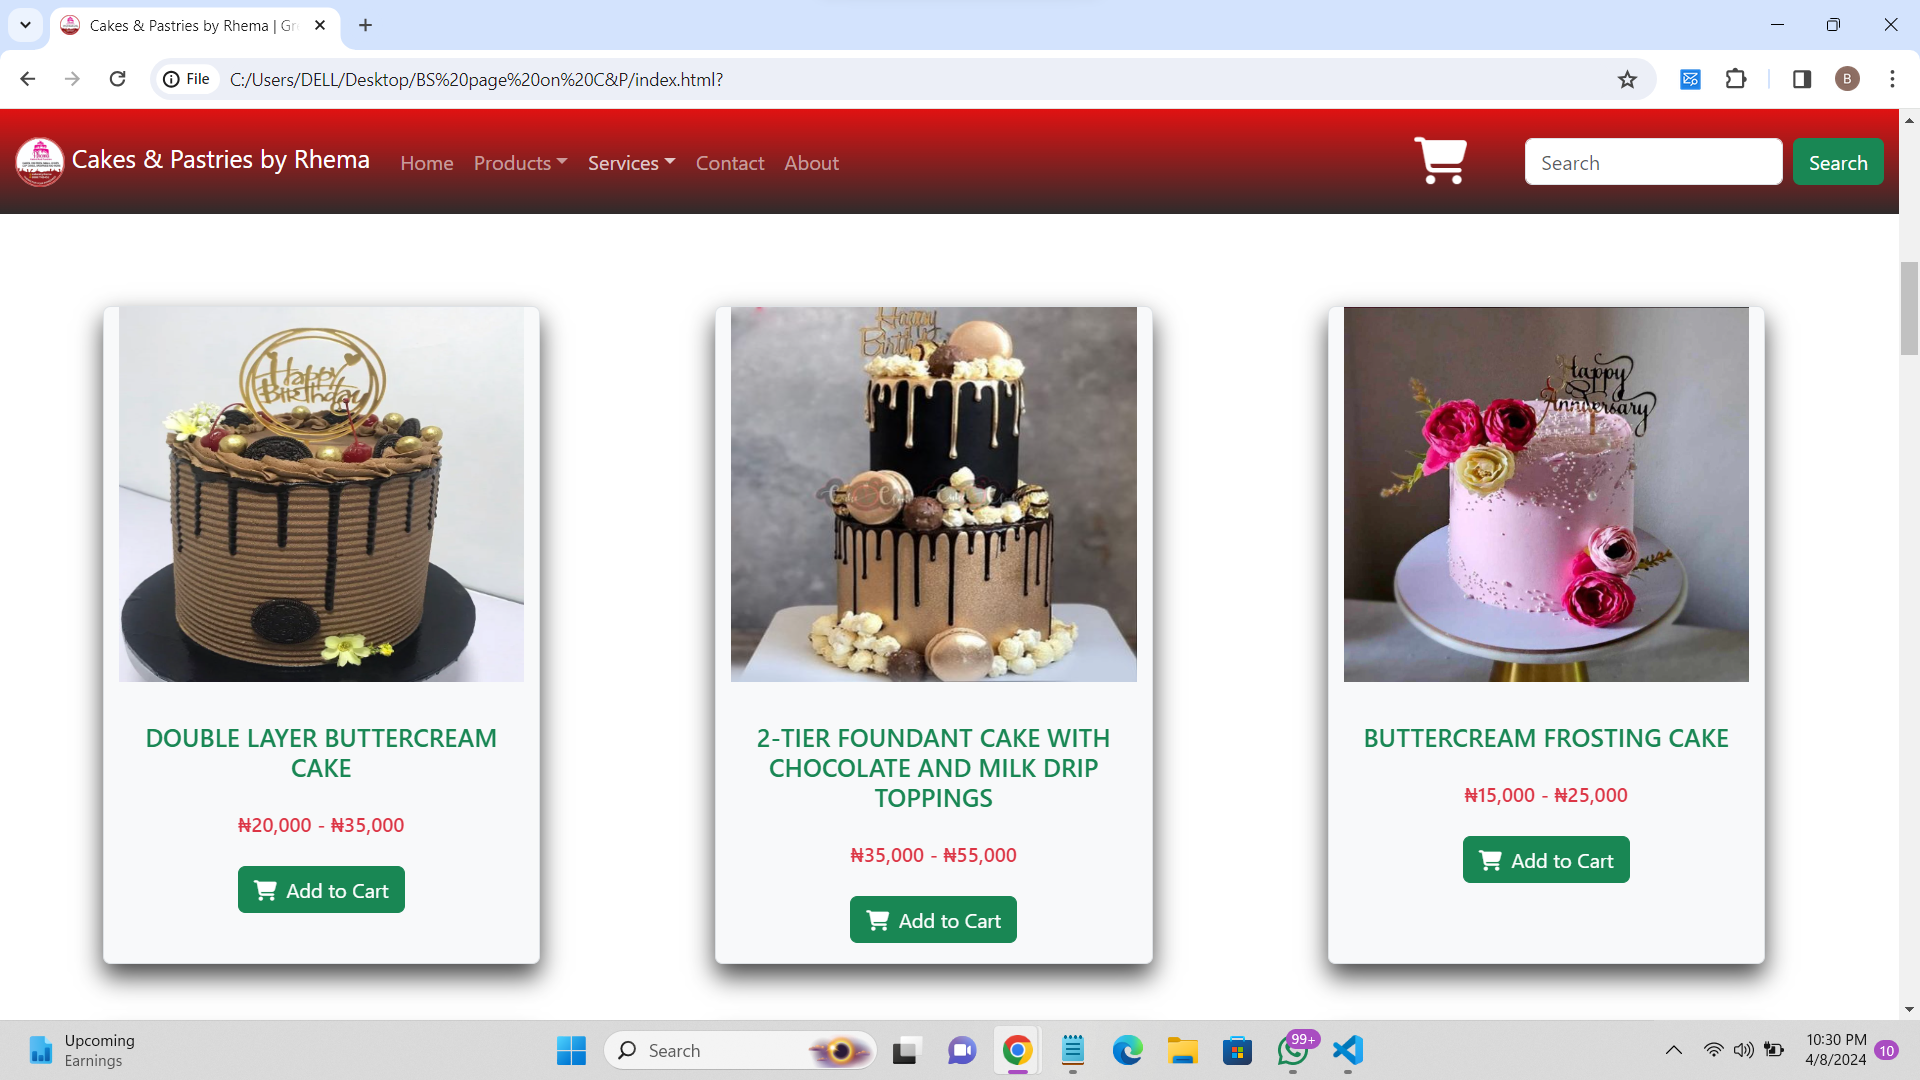 Cakes & Pastries by Rhema | Gr
File
C:/Users/DELL/Desktop/BS%20page%20on%20C&P/index.html?
B
Cakes & Pastries by Rhema
Home
Products
Services
Contact
About
Search
Search
Happy
Birthday
Happy
Birth
Happy
Anniversary
DOUBLE LAYER BUTTERCREAM
CAKE
₦20,000 - ₦35,000
Add to Cart
2-TIER FOUNDANT CAKE WITH
CHOCOLATE AND MILK DRIP
TOPPINGS
₦35,000 - ₦55,000
Add to Cart
BUTTERCREAM FROSTING CAKE
₦15,000 - ₦25,000
Add to Cart
Upcoming
Earnings
Search
99+
10:30 PM
4/8/2024
10